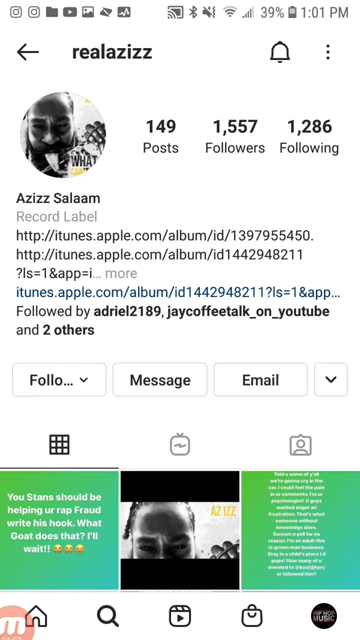 39% 1:01 PM
realazizz
149 1,557 1,286
Posts Followers Following
WHAT
Azizz Salaam
Record Label
http://itunes.apple.com/album/id/1397955450.
http://itunes.apple.com/album/id1442948211
?ls=1&app=i... more
itunes.apple.com/album/id1442948211?ls=1&app...
Followed by adriel2189, jaycoffeetalk_on_youtube
and 2 others
Follo... Message Email
You Stans should be
helping ur rap Fraud
write his hook. What
Goat does that? I'll
wait!!
AZ IZZ
Told u some of y'all
we're gonna cry in the
car. I could feel the pain
in ur comments. I'm ur
psychologist! U guys
wanted anger an
frustration. That's what
someone without
knowledge does.
Scream n yell for no
reason. I'm an adult this
is grown man business.
Stay in a child's place Lil
pups! How many of u
or followed him?
HIP HOP
MUSIC